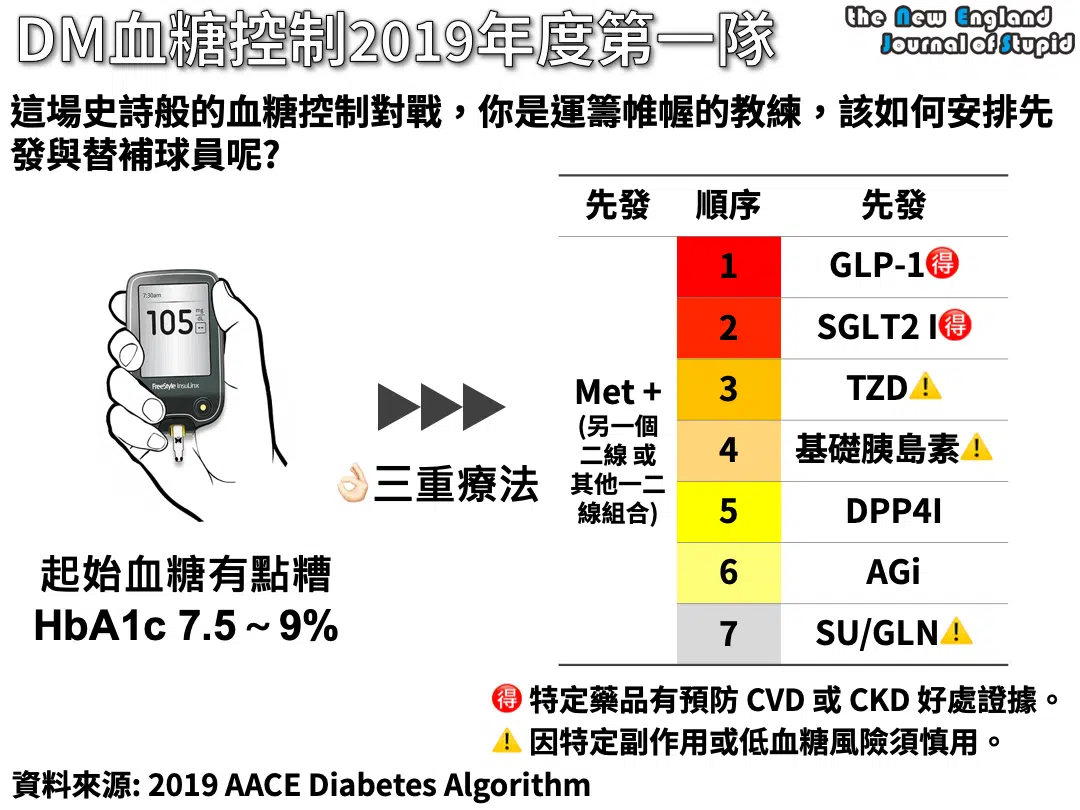 DM血糖控制2019年度第一隊
the New England
Journal of Stupid
這場史詩般的血糖控制對戰，你是運籌帷幄的教練，該如何安排先
發與替補球員呢?
先發 順序 先發
1 GLP-1🉐
2 SGLT2 I🉐
3 TZD⚠️
4 基礎胰島素⚠️
5 DPP4I
6 AGi
7 SU/GLN⚠️
Met +
(另一個
二線 或
其他一二
線組合)
7:30am
105 mg/dL
FreeStyle InsuLinx
👌🏻三重療法
起始血糖有點糟
HbA1c 7.5 ~ 9%
🉐 特定藥品有預防 CVD 或 CKD 好處證據。
⚠️ 因特定副作用或低血糖風險須慎用。
資料來源: 2019 AACE Diabetes Algorithm